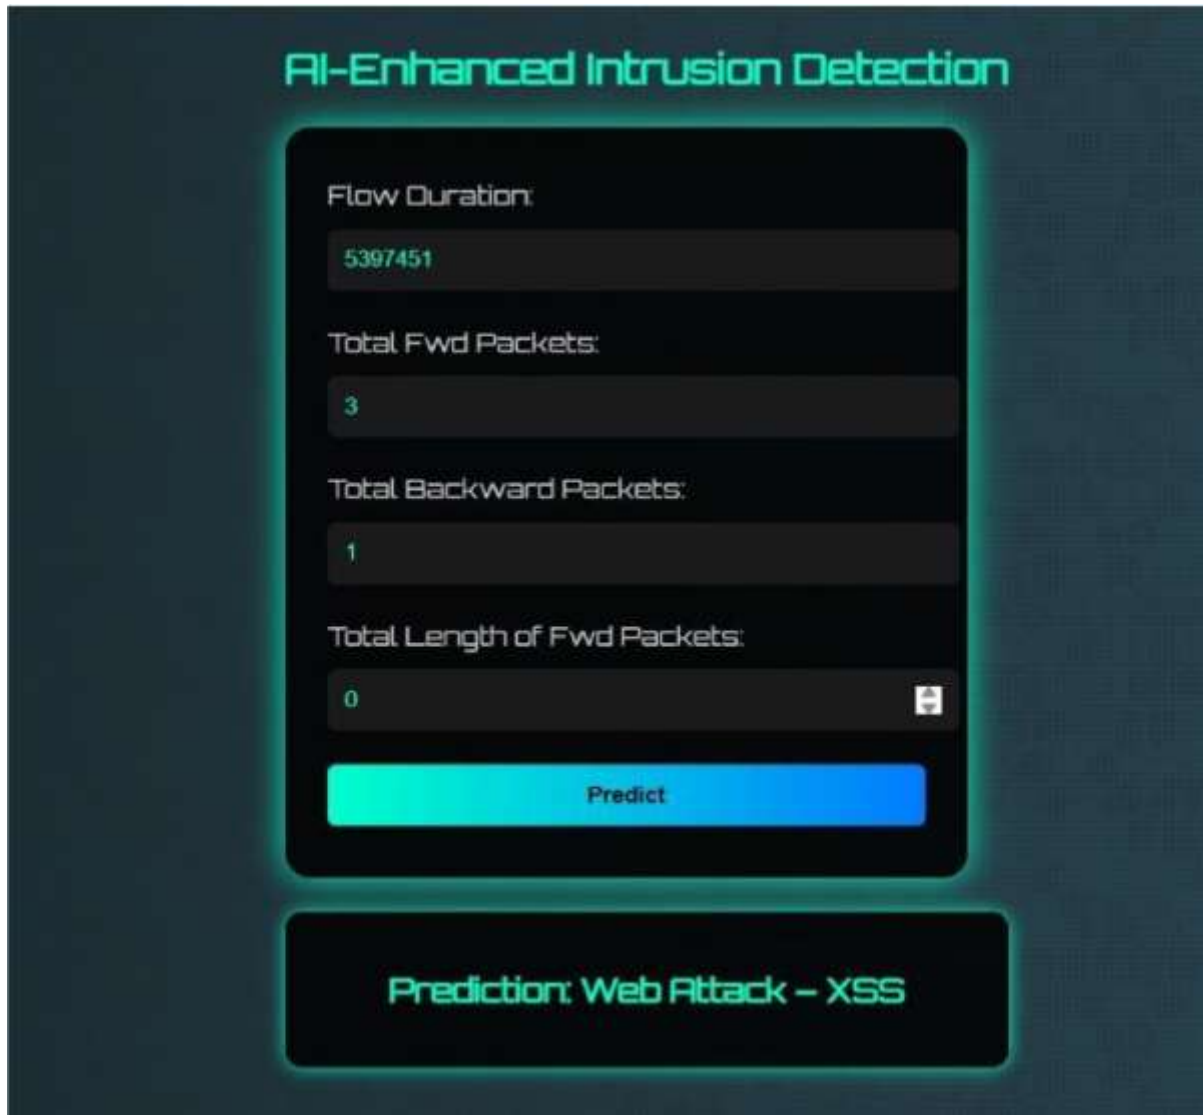 AI-Enhanced Intrusion Detection
Flow Duration:
5397451
Total Fwd Packets:
3
Total Backward Packets:
1
Total Length of Fwd Packets:
0
Predict
Prediction: Web Attack – XSS